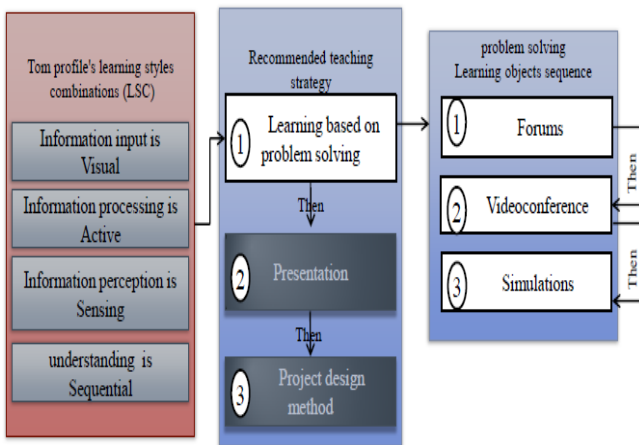 Tom profile's learning styles
combinations (LSC)
Information input is
Visual
Information processing is
Active
Information perception is
Sensing
understanding is
Sequential
Recommended teaching
strategy
1
Learning based on
problem solving
Then
2
Presentation
Then
3
Project design
method
problem solving
Learning objects sequence
1
Forums
Then
2
Videoconference
Then
3
Simulations